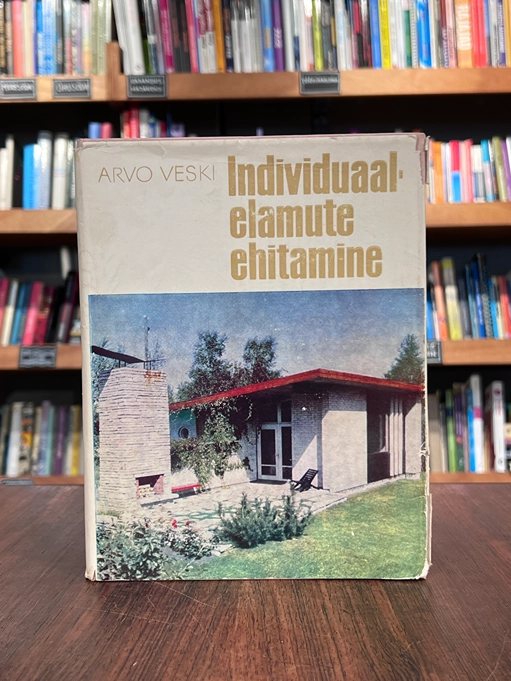 ARVO VESKI
Individuaal-
elamute
ehitamine